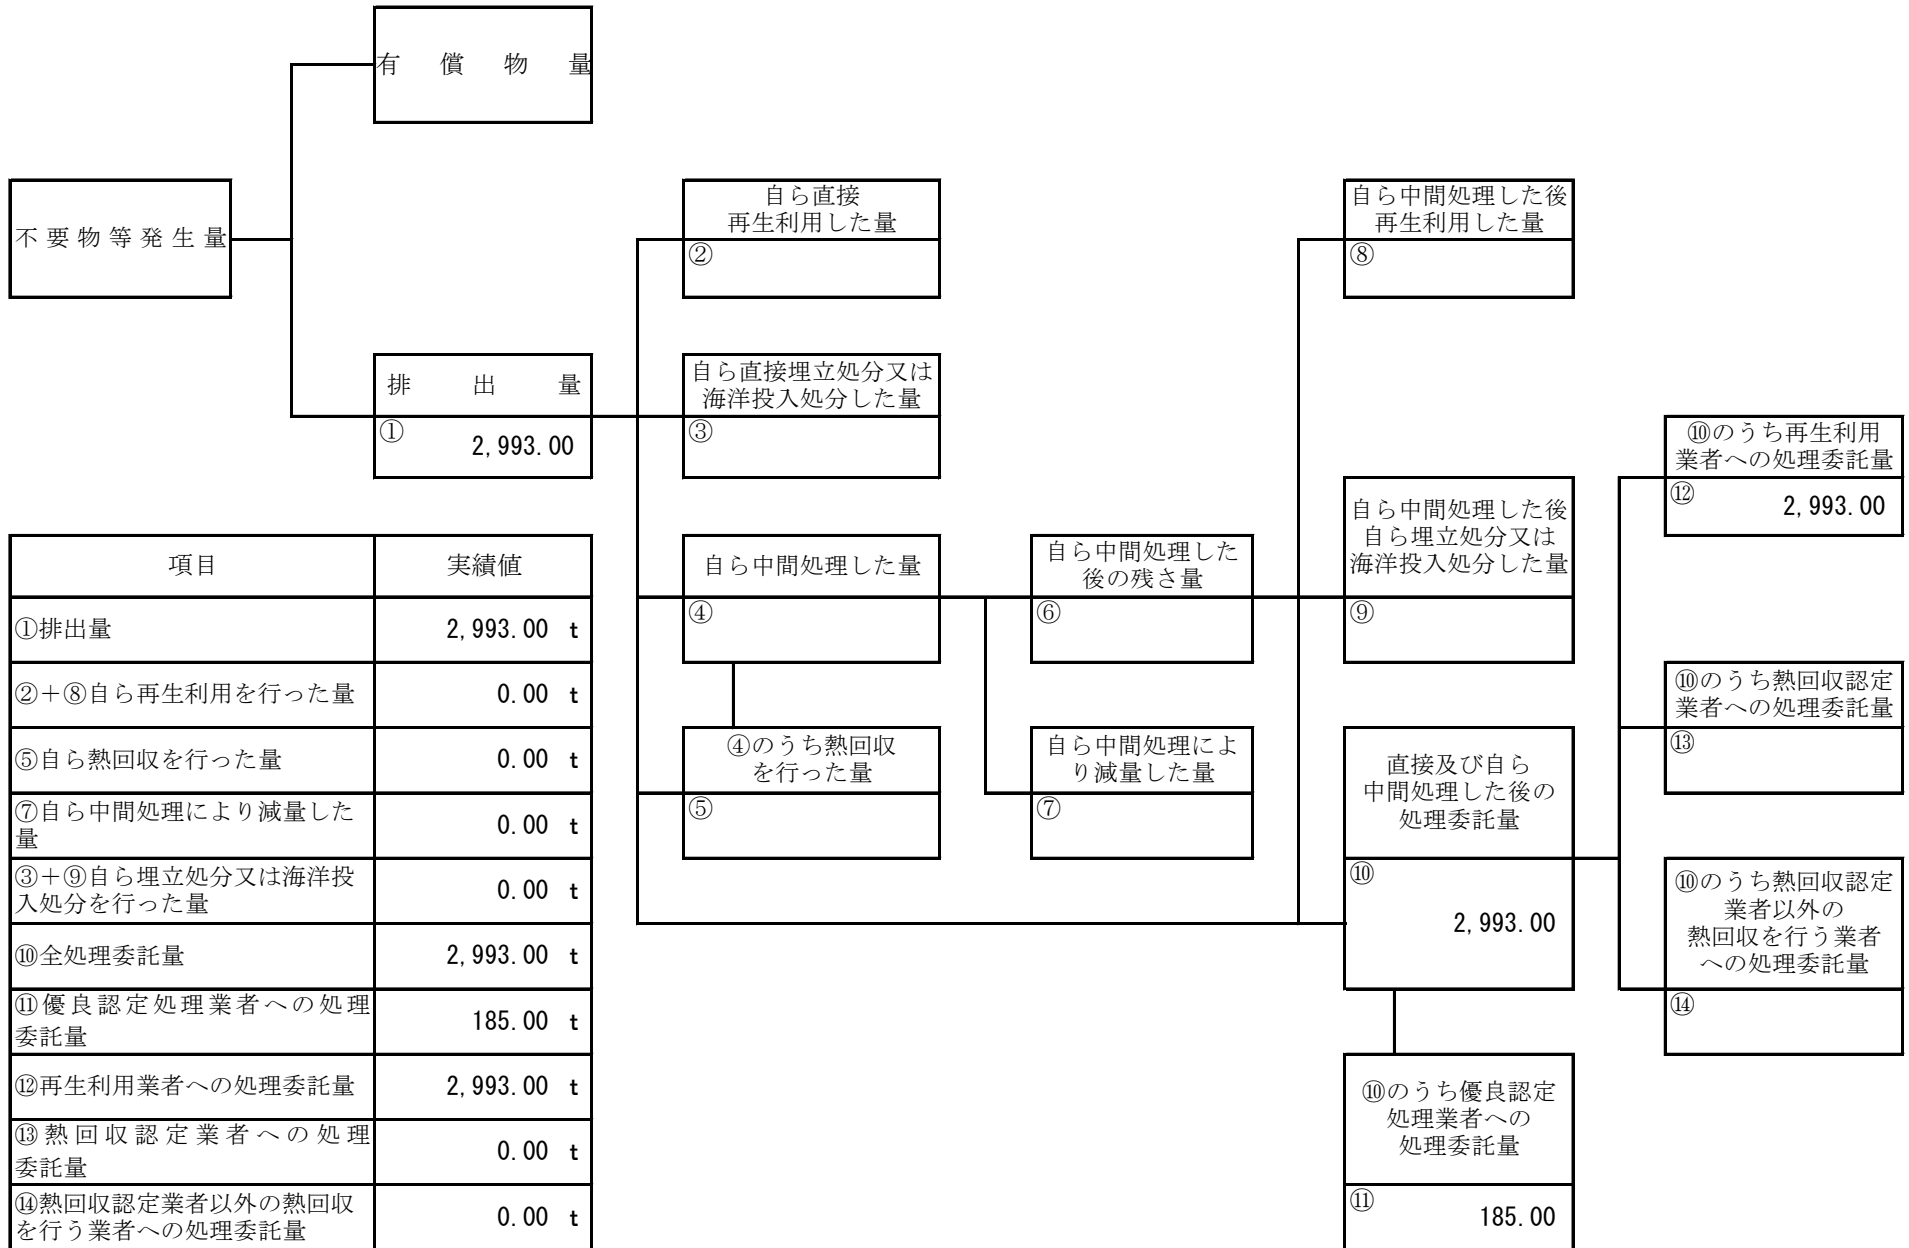 有償物量
不要物等発生量
自ら直接
再生利用した量
②
自ら中間処理した後
再生利用した量
⑧
排出量
① 2,993.00
自ら直接埋立処分又は
海洋投入処分した量
③
⑩のうち再生利用
業者への処理委託量
⑫ 2,993.00
自ら中間処理した量
④
自ら中間処理した
後の残さ量
⑥
自ら中間処理した後
自ら埋立処分又は
海洋投入処分した量
⑨
⑩のうち熱回収認定
業者への処理委託量
⑬
④のうち熱回収
を行った量
⑤
自ら中間処理によ
り減量した量
⑦
直接及び自ら
中間処理した後の
処理委託量
⑩
2,993.00
⑩のうち熱回収認定
業者以外の
熱回収を行う業者
への処理委託量
⑭
⑩のうち優良認定
処理業者への
処理委託量
⑪ 185.00
項目 実績値
①排出量 2,993.00 t
②+⑧自ら再生利用を行った量 0.00 t
⑤自ら熱回収を行った量 0.00 t
⑦自ら中間処理により減量した
量 0.00 t
③+⑨自ら埋立処分又は海洋投
入処分を行った量 0.00 t
⑩全処理委託量 2,993.00 t
⑪優良認定処理業者への処理
委託量 185.00 t
⑫再生利用業者への処理委託量 2,993.00 t
⑬熱回収認定業者への処理
委託量 0.00 t
⑭熱回収認定業者以外の熱回収
を行う業者への処理委託量 0.00 t